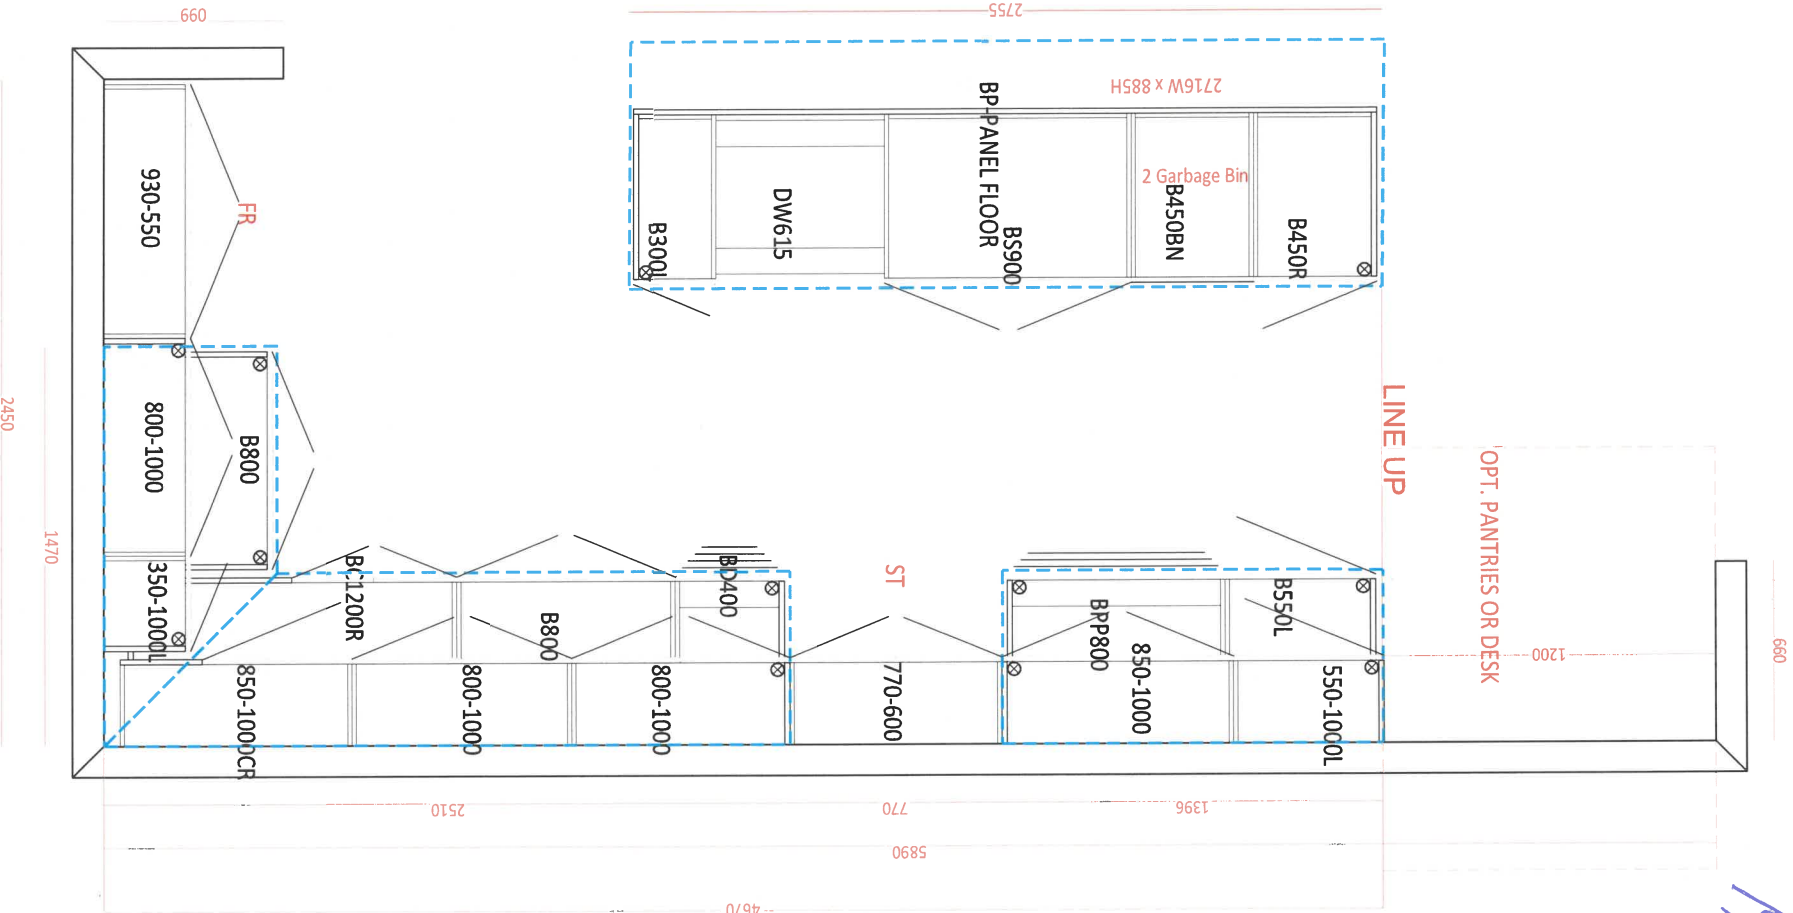 660
2755
2716W x 885H
BP-PANEL FLOOR
2 Garbage Bin
930-550
FR
B300L
DW615
BS900
B450BN
B450R
2450
1470
800-1000
B800
LINE UP
OPT. PANTRIES OR DESK
350-1000L
BC1200R
B800
BD400
ST
BPP800
B550L
850-1000CR
800-1000
800-1000
770-600
850-1000
550-1000L
1200
660
2510
770
1396
5890
4670